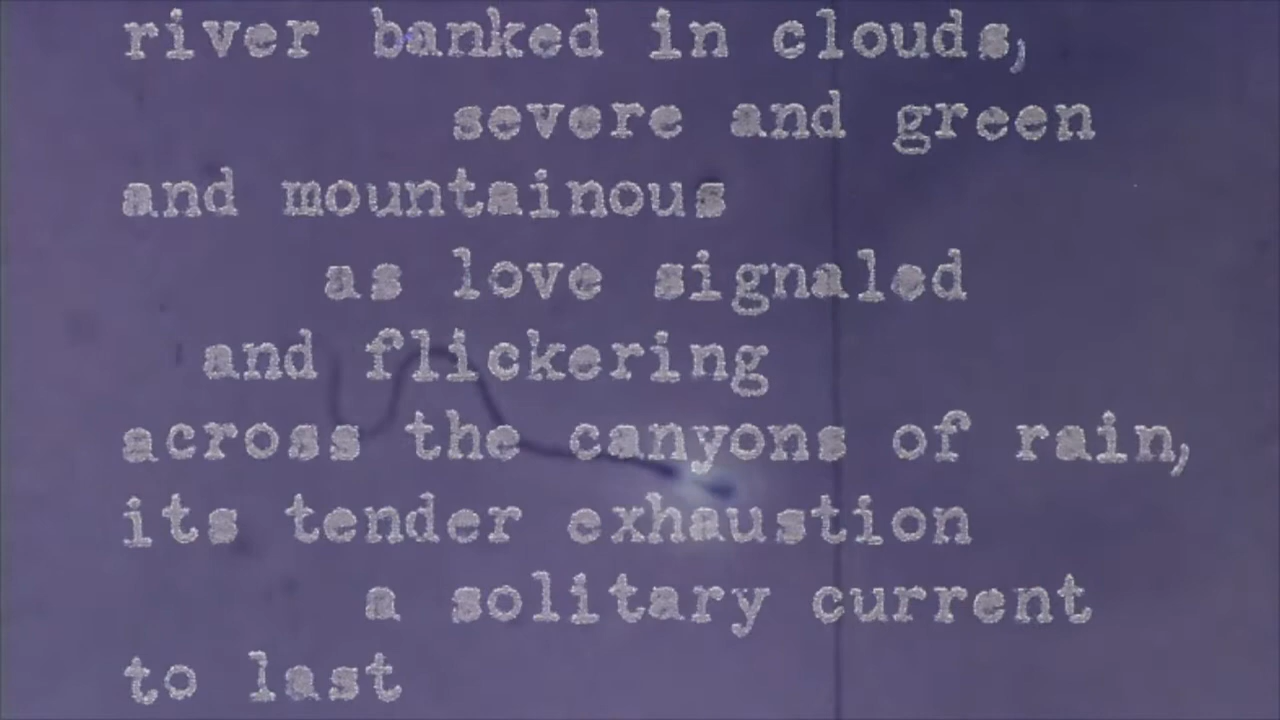 river banked in clouds,
severe and green
and mountainous
as love signaled
and flickering
across the canyons of rain,
its tender exhaustion
a solitary current
to last